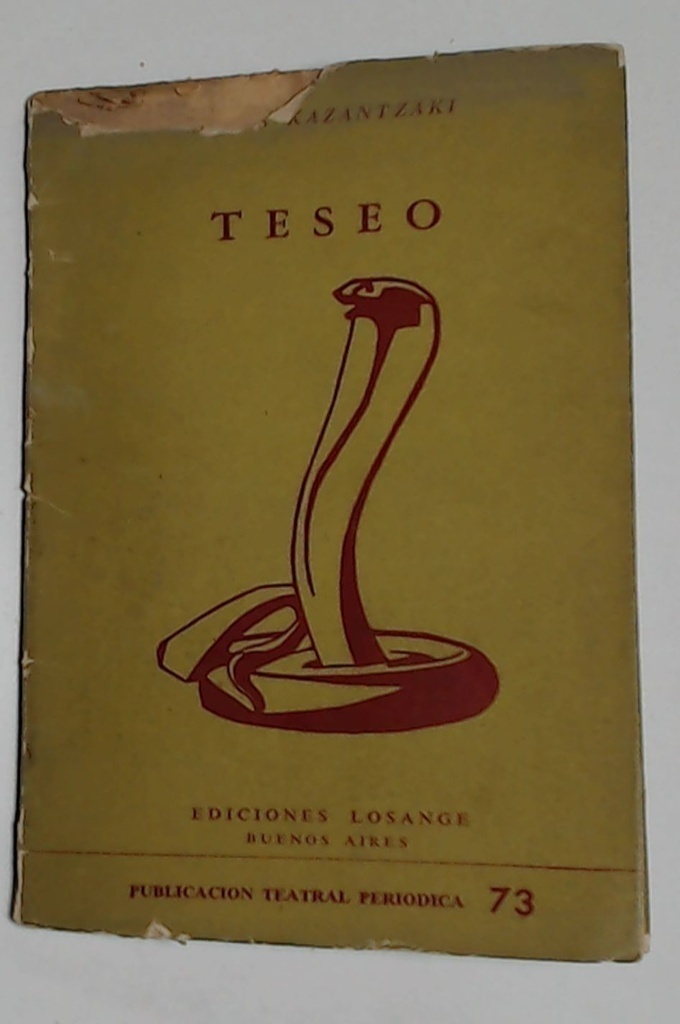 KAZANTZAKI
TESEO
EDICIONES LOSANGE
BUENOS AIRES
PUBLICACION TEATRAL PERIODICA 73